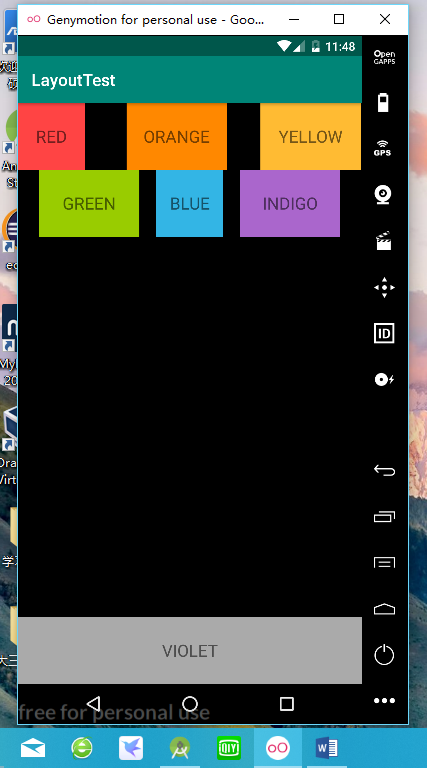 Genymotion for personal use - Goo...
Open
GAPPS
11:48
LayoutTest
RED
ORANGE
YELLOW
GPS
GREEN
BLUE
INDIGO
ID
VIOLET
free for personal use
QIY
W